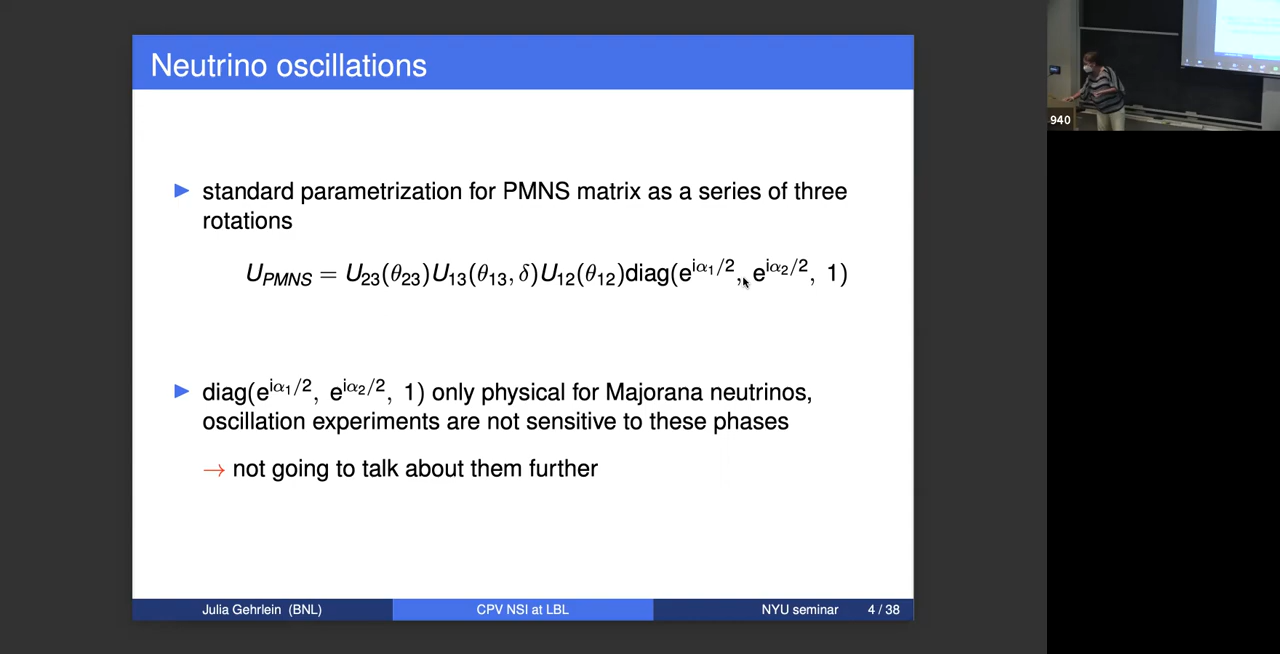 Neutrino oscillations
▶ standard parametrization for PMNS matrix as a series of three
rotations
U_PMNS = U₂₃(θ₂₃)U₁₃(θ₁₃, δ)U₁₂(θ₁₂)diag(e^{iα₁/2}, e^{iα₂/2}, 1)
▶ diag(e^{iα₁/2}, e^{iα₂/2}, 1) only physical for Majorana neutrinos,
oscillation experiments are not sensitive to these phases
→ not going to talk about them further
Julia Gehrlein (BNL) CPV NSI at LBL NYU seminar 4 / 38
940